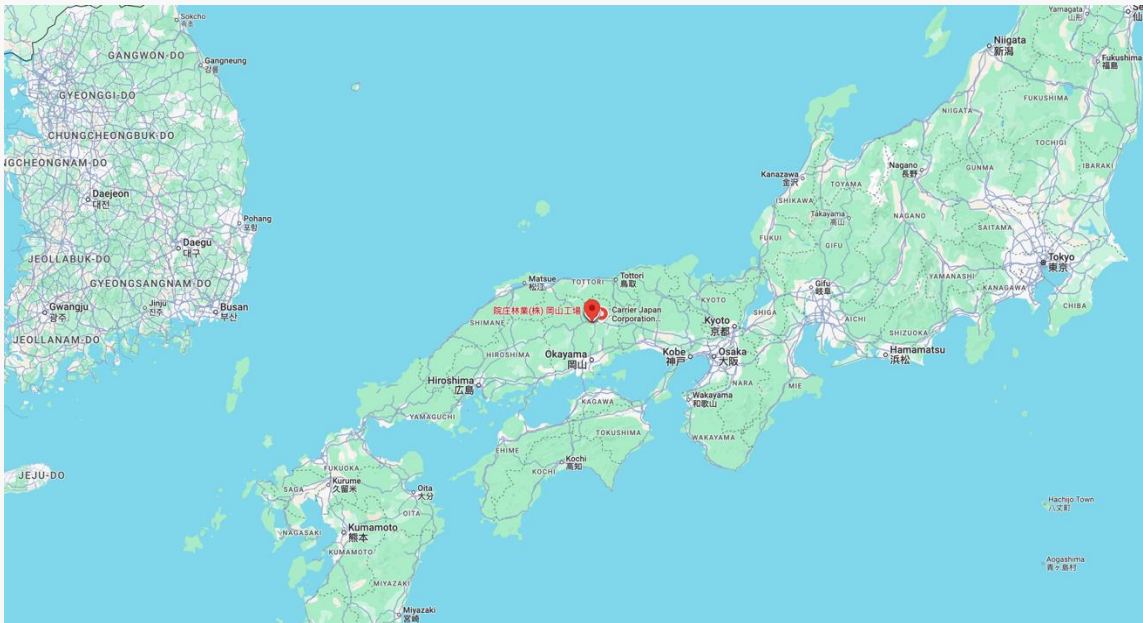 Sokcho
속초
GANGWON-DO
Gangneung
강릉
GYEONGGI-DO
CHUNGCHEONGBUK-DO
NGCHEONGNAM-DO
Daejeon
대전
Pohang
포항
Daegu
대구
JEOLLABUK-DO
GYEONGSANGNAM-DO
Gwangju
광주
Jinju
진주
Busan
부산
JEOLLANAM-DO
JEJU-DO
Yamagata
山形
Se
仙
Niigata
新潟
Fukushima
福島
FUKUSHIMA
NIIGATA
TOCHIGI
Nagano
長野
GUNMA
IBARAKI
Kanazawa
金沢
TOYAMA
ISHIKAWA
Takayama
高山
NAGANO
SAITAMA
FUKUI
GIFU
Tokyo
東京
YAMANASHI
KANAGAWA
CHIBA
Matsue
松江
TOTTORI
Tottori
鳥取
KYOTO
Gifu
岐阜
院庄林業(株) 岡山工場
Carrier Japan
Corporation...
SHIMANE
SHIGA
AICHI
SHIZUOKA
Kyoto
京都
HIROSHIMA
Okayama
岡山
Kobe
神戸
Osaka
大阪
Hamamatsu
浜松
Hiroshima
広島
NARA
MIE
Wakayama
和歌山
KAGAWA
YAMAGUCHI
TOKUSHIMA
WAKAYAMA
EHIME
Kochi
高知
KOCHI
FUKUOKA
SAGA
Kurume
久留米
Oita
大分
OITA
NAGASAKI
Kumamoto
熊本
KUMAMOTO
MIYAZAKI
Miyazaki
宮崎
Hachijo Town
八丈町
Aogashima
青ヶ島村